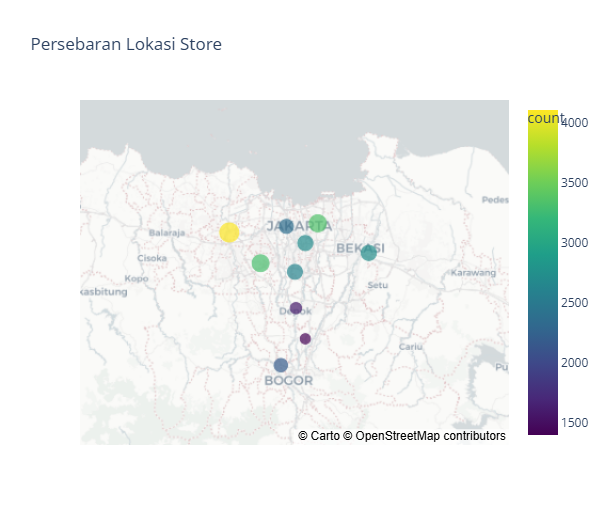 Persebaran Lokasi Store
count
4000
3500
3000
2500
2000
1500
Pedes
JAKARTA
Balaraja
BEKASI
Cisoka
Karawang
Kopo
Setu
kasbitung
Depok
Cariu
Pu
BOGOR
© Carto © OpenStreetMap contributors